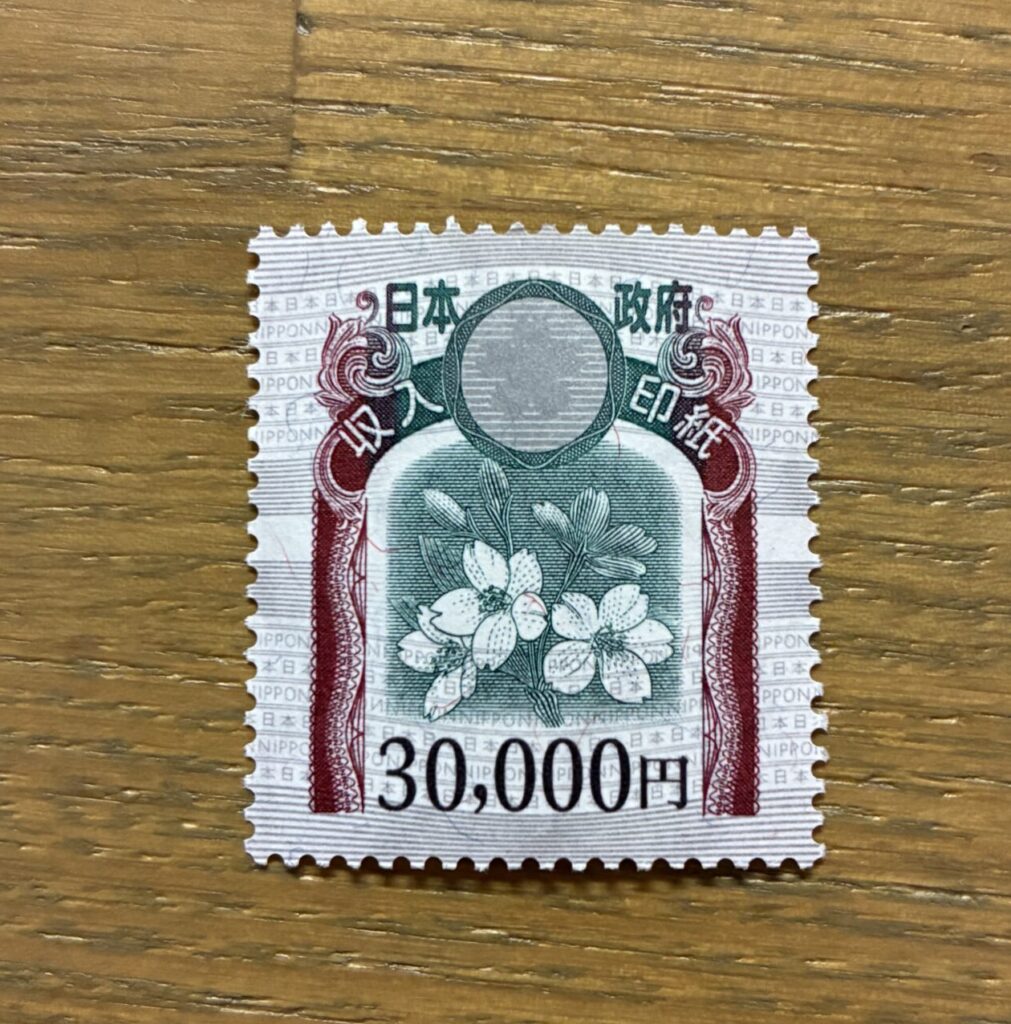 日本 政府
収入印紙
30,000円